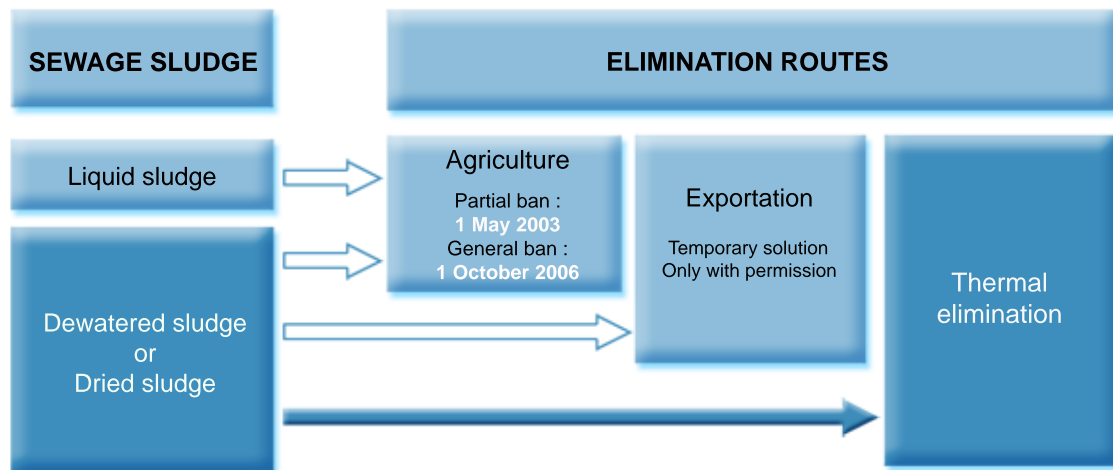 SEWAGE SLUDGE
ELIMINATION ROUTES
Liquid sludge
Agriculture
Partial ban :
1 May 2003
General ban :
1 October 2006
Exportation
Temporary solution
Only with permission
Thermal
elimination
Dewatered sludge
or
Dried sludge